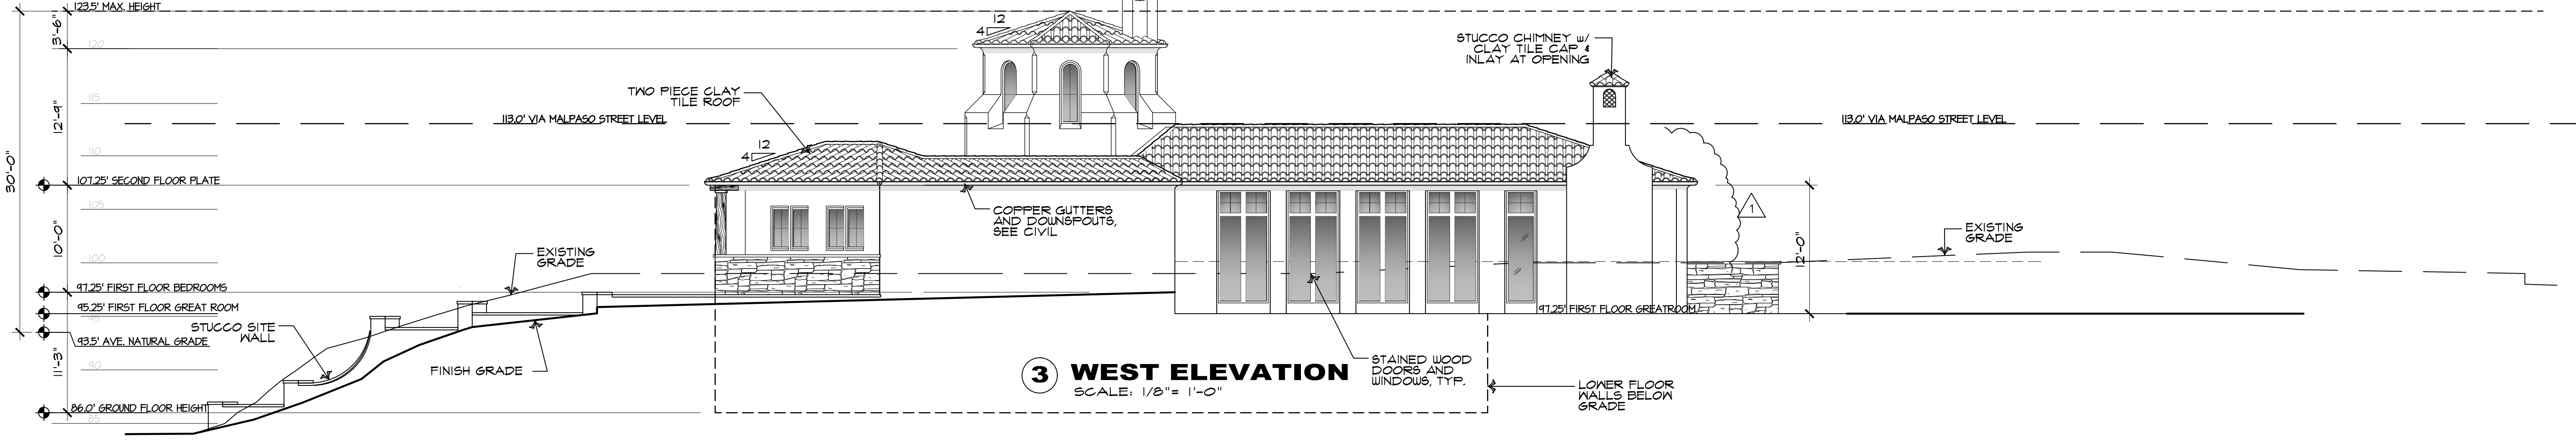 123.5' MAX. HEIGHT
3'-6"
120
12
4
STUCCO CHIMNEY w/
CLAY TILE CAP &
INLAY AT OPENING
TWO PIECE CLAY
TILE ROOF
115
12'-9"
113.0' VIA MALPASO STREET LEVEL
113.0' VIA MALPASO STREET LEVEL
110
12
4
30'-0"
107.25' SECOND FLOOR PLATE
105
COPPER GUTTERS
AND DOWNSPOUTS,
SEE CIVIL
1
10'-0"
EXISTING
GRADE
EXISTING
GRADE
12'-0"
100
97.25' FIRST FLOOR BEDROOMS
95.25' FIRST FLOOR GREAT ROOM
97.25' FIRST FLOOR GREATROOM
95
STUCCO SITE
WALL
93.5' AVE. NATURAL GRADE
11'-3"
90
FINISH GRADE
3 WEST ELEVATION
SCALE: 1/8"= 1'-0"
STAINED WOOD
DOORS AND
WINDOWS, TYP.
LOWER FLOOR
WALLS BELOW
GRADE
86.0' GROUND FLOOR HEIGHT
85